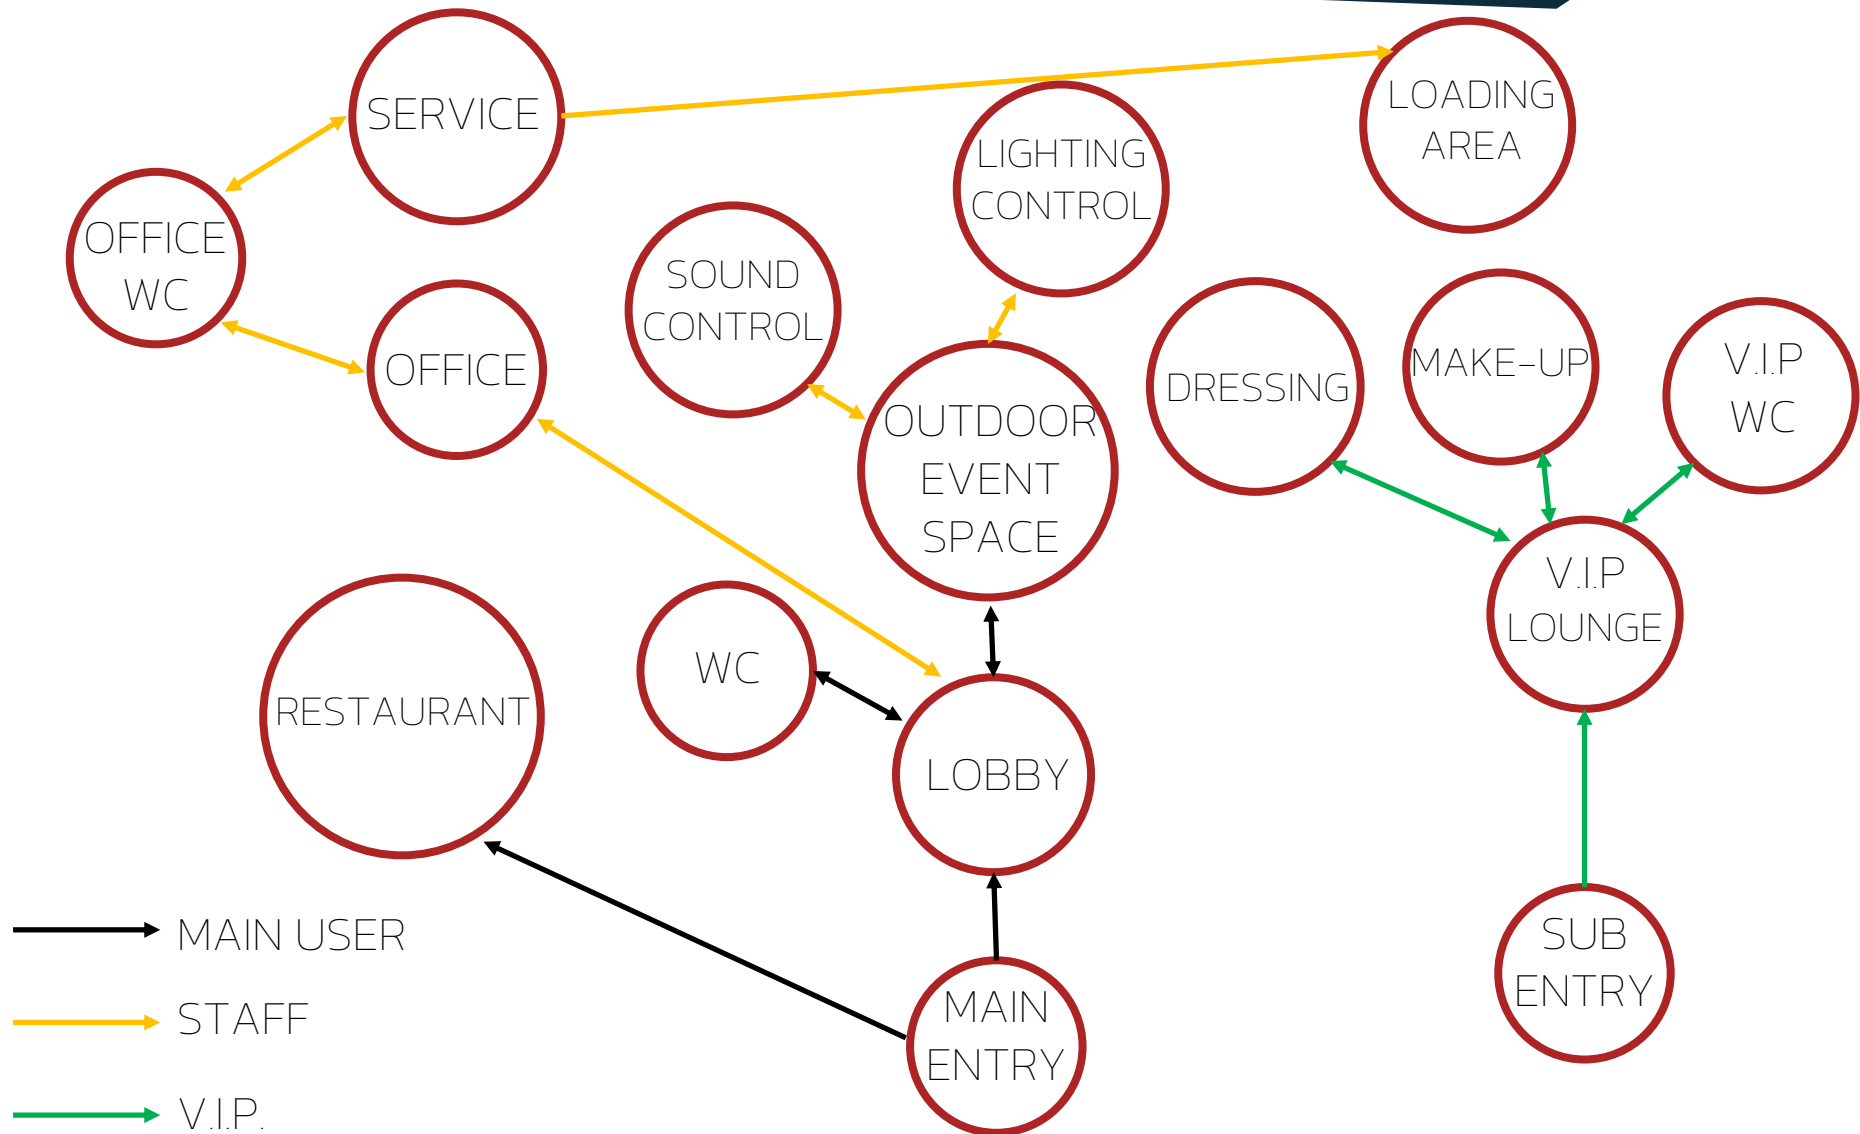 SERVICE
LOADING
AREA
LIGHTING
CONTROL
OFFICE
WC
SOUND
CONTROL
OFFICE
DRESSING
MAKE-UP
V.I.P
WC
OUTDOOR
EVENT
SPACE
V.I.P
LOUNGE
WC
RESTAURANT
LOBBY
MAIN USER
STAFF
V.I.P.
MAIN
ENTRY
SUB
ENTRY